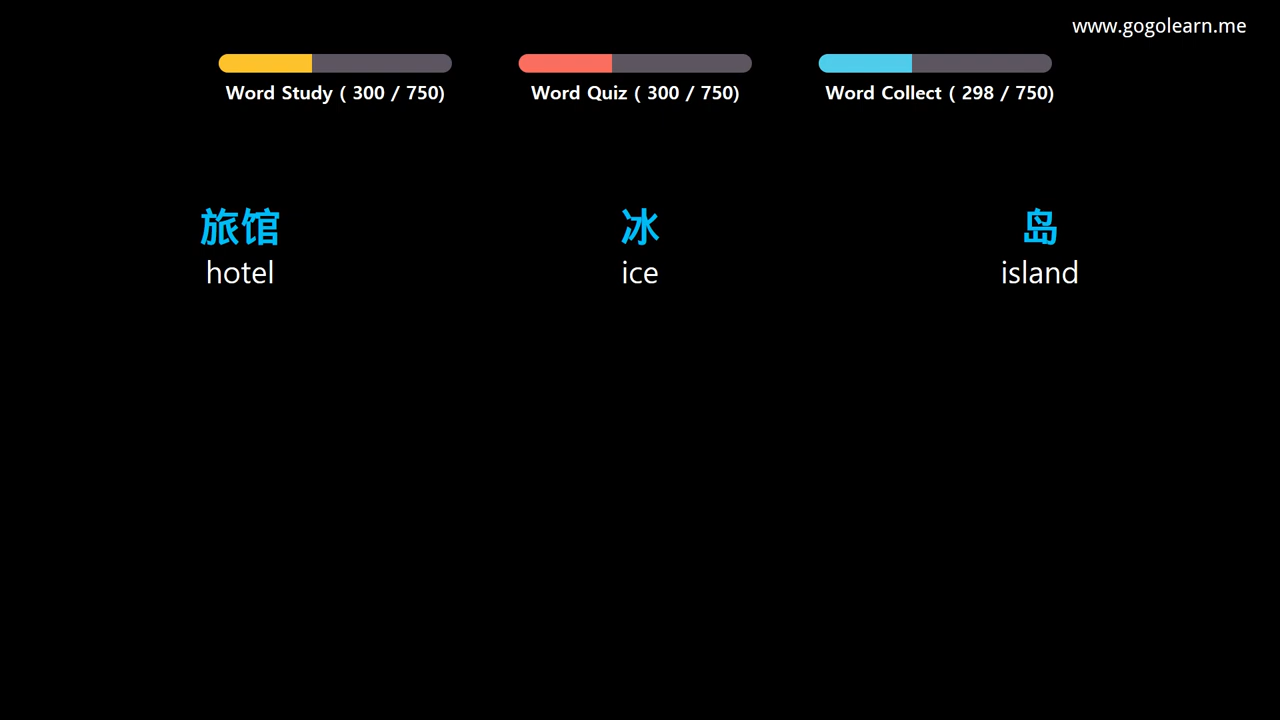 www.gogolearn.me
Word Study ( 300 / 750)
Word Quiz ( 300 / 750)
Word Collect ( 298 / 750)
旅馆
hotel
冰
ice
岛
island